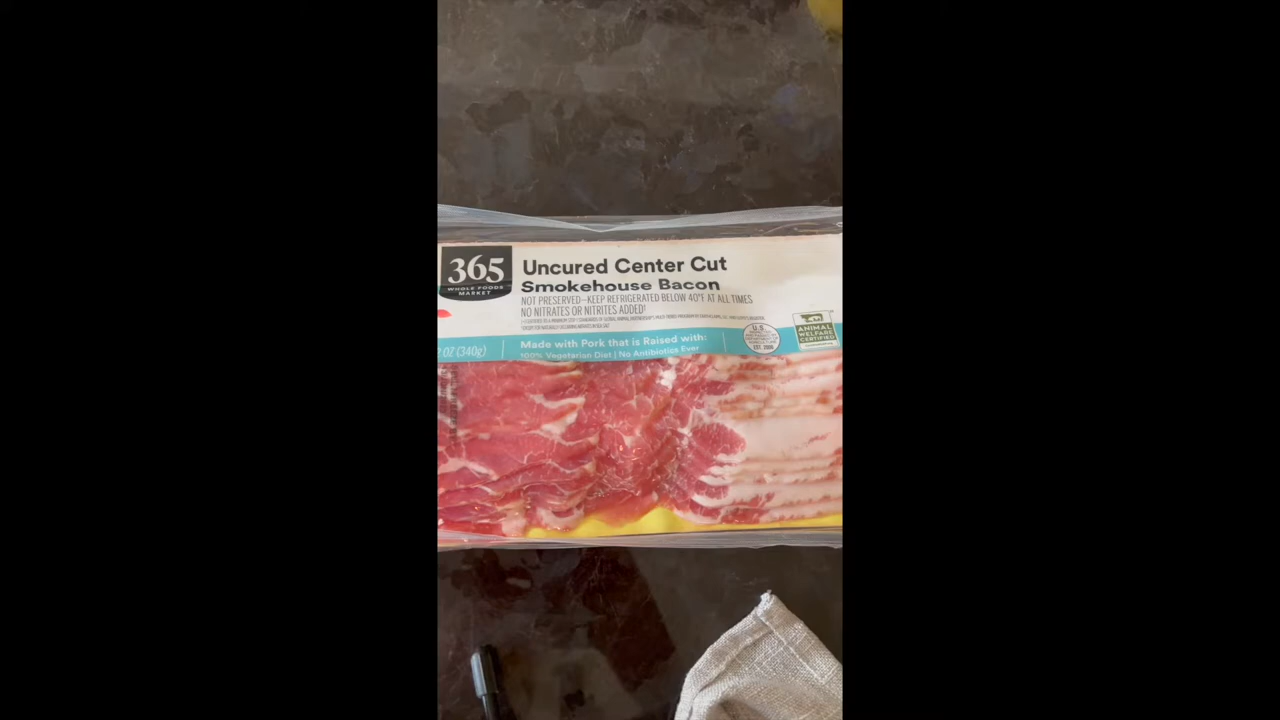 365
WHOLE FOODS
MARKET
Uncured Center Cut
Smokehouse Bacon
NOT PRESERVED–KEEP REFRIGERATED BELOW 40°F AT ALL TIMES
NO NITRATES OR NITRITES ADDED!
2 OZ (340g)
Made with Pork that is Raised with:
100% Vegetarian Diet | No Antibiotics Ever
U.S.
EST.
ANIMAL
WELFARE
CERTIFIED